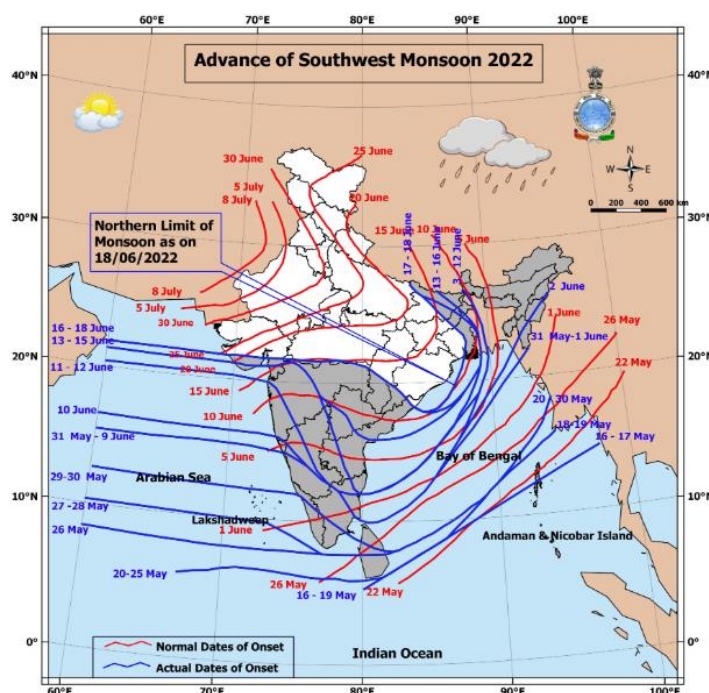 60°E
70°E
80°E
90°E
100°E
Advance of Southwest Monsoon 2022
40°N
40°N
N
W
E
S
0
200
400
600 km
30 June
25 June
5 July
8 July
20 June
30°N
30°N
Northern Limit of
Monsoon as on
18/06/2022
15 June
17 - 18 June
10 June
13 - 16 June
3 - 12 June
2 June
8 July
5 July
30 June
1 June
26 May
31 May-1 June
16 - 18 June
13 - 15 June
11 - 12 June
20°N
20°N
25 June
20 June
22 May
15 June
10 June
10 June
20 - 30 May
18-19 May
16 - 17 May
31 May - 9 June
5 June
Bay of Bengal
Arabian Sea
29-30 May
27 -28 May
Lakshadweep
10°N
10°N
26 May
1 June
Andaman & Nicobar Island
20-25 May
26 May
16 - 19 May
22 May
0°
0°
Normal Dates of Onset
Actual Dates of Onset
Indian Ocean
60°E
70°E
80°E
90°E
100°E